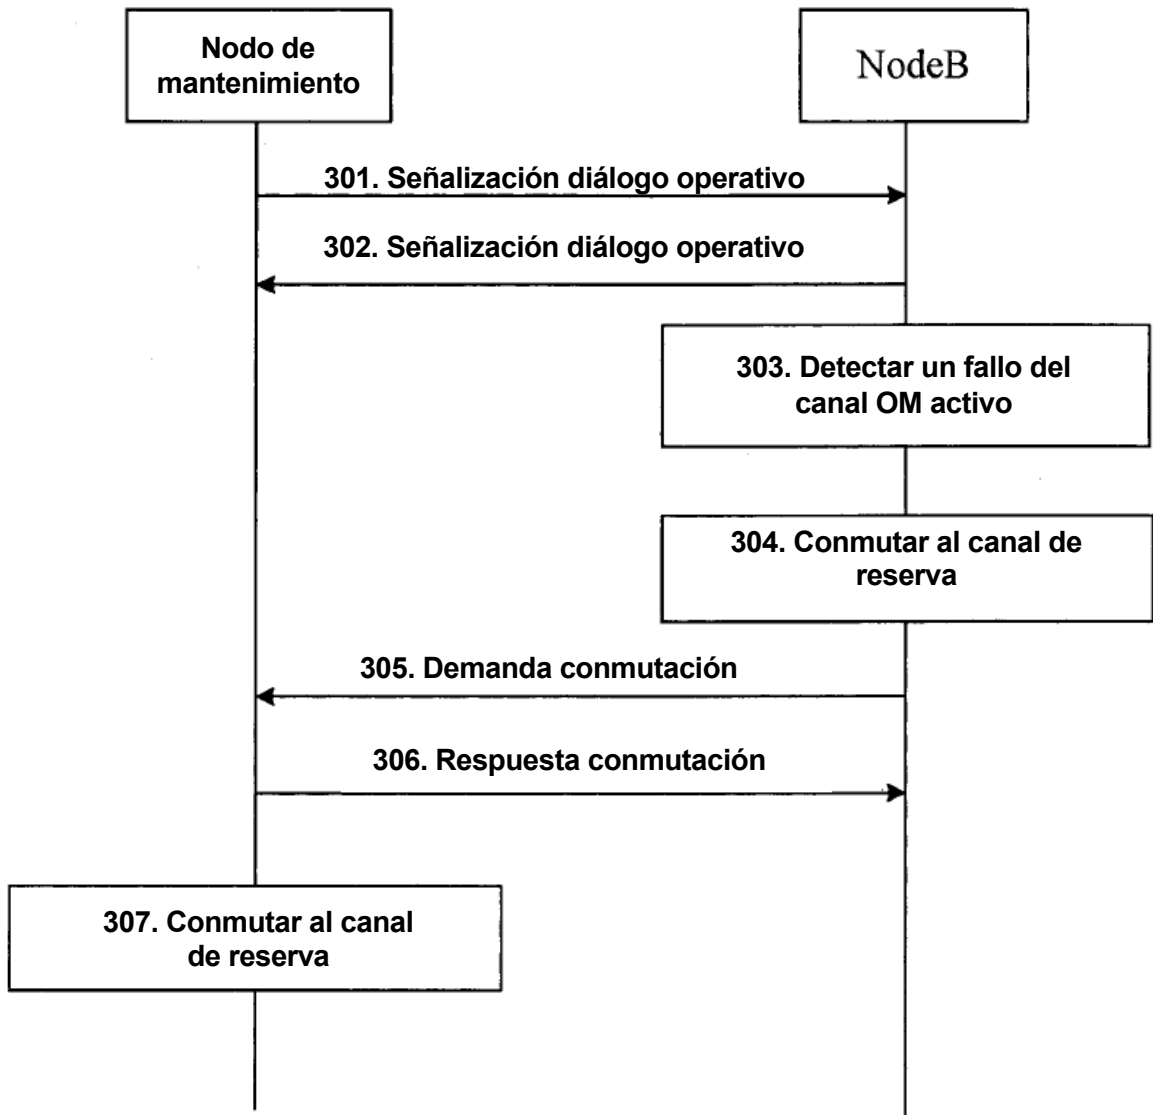 Nodo de
mantenimiento
NodeB
301. Señalización diálogo operativo
302. Señalización diálogo operativo
303. Detectar un fallo del
canal OM activo
304. Conmutar al canal de
reserva
305. Demanda conmutación
306. Respuesta conmutación
307. Conmutar al canal
de reserva